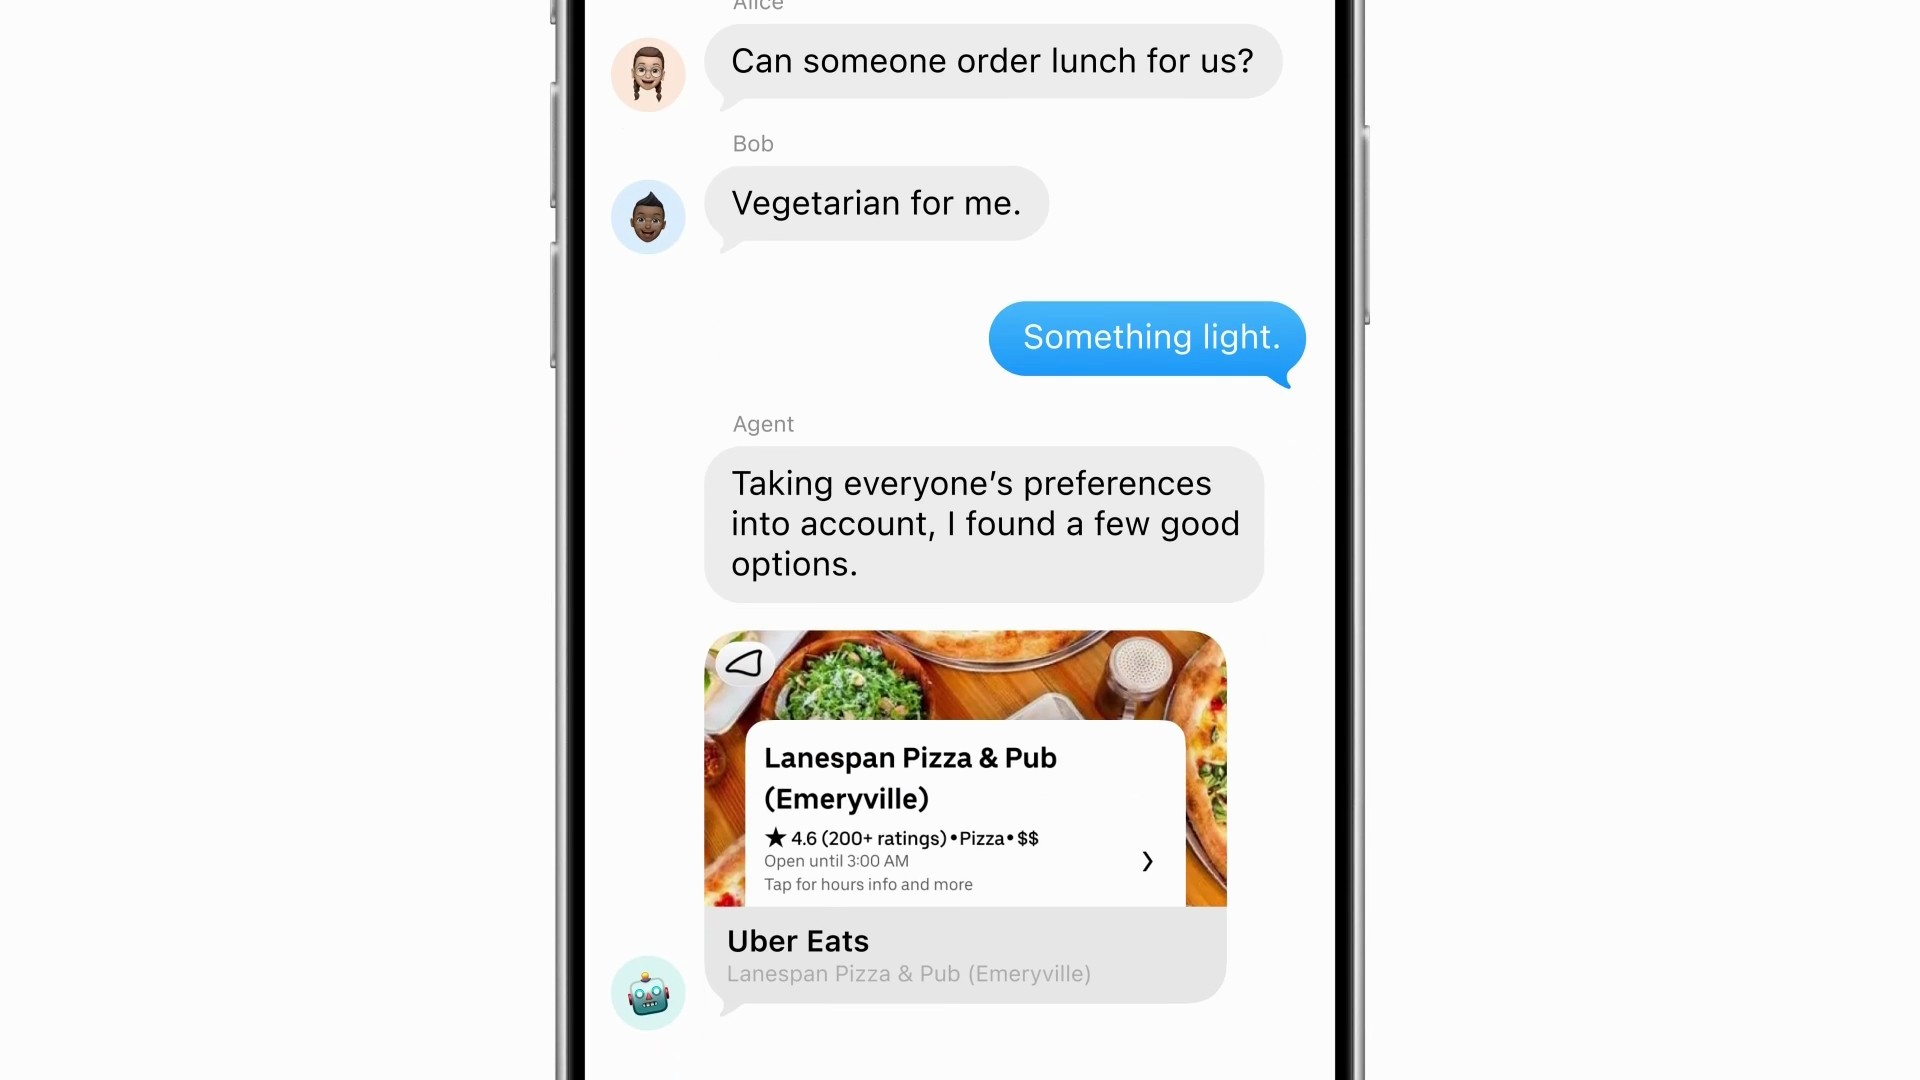 Alice
Can someone order lunch for us?
Bob
Vegetarian for me.
Something light.
Agent
Taking everyone’s preferences
into account, I found a few good
options.
Lanespan Pizza & Pub
(Emeryville)
★ 4.6 (200+ ratings) • Pizza • $$
Open until 3:00 AM
Tap for hours info and more
Uber Eats
Lanespan Pizza & Pub (Emeryville)